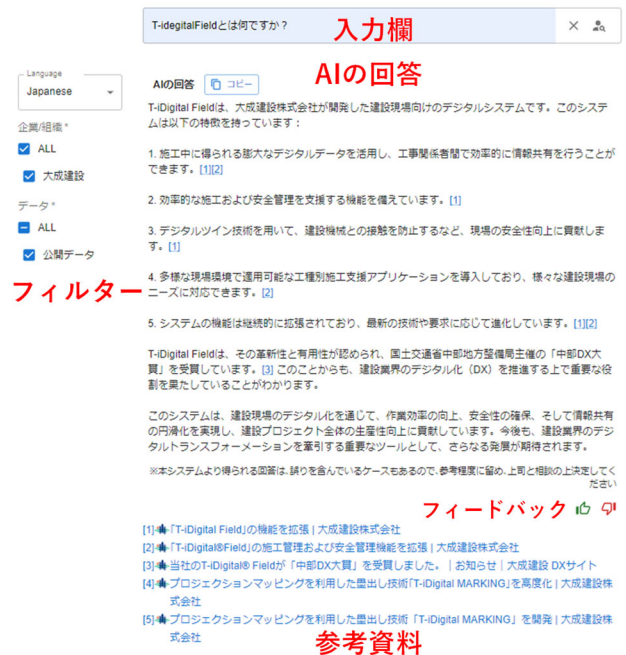 T-idegitalFieldとは何ですか?
入力欄
AIの回答
Language
Japanese
企業/組織*
ALL
大成建設
データ*
ALL
公開データ
フィルター
AIの回答
コピー
T-iDigital Fieldは、大成建設株式会社が開発した建設現場向けのデジタルシステムです。このシステ
ムは以下の特徴を持っています:
1. 施工中に得られる膨大なデジタルデータを活用し、工事関係者間で効率的に情報共有を行うことが
できます。[1][2]
2. 効率的な施工および安全管理を支援する機能を備えています。[1]
3. デジタルツイン技術を用いて、建設機械との接触を防止するなど、現場の安全性向上に貢献しま
す。[1]
4. 多様な現場環境で適用可能な工種別施工支援アプリケーションを導入しており、様々な建設現場の
ニーズに対応できます。[2]
5. システムの機能は継続的に拡張されており、最新の技術や要求に応じて進化しています。[1][2]
T-iDigital Fieldは、その革新性と有用性が認められ、国土交通省中部地方整備局主催の「中部DX大
賞」を受賞しています。[3] このことからも、建設業界のデジタル化(DX)を推進する上で重要な役
割を果たしていることがわかります。
このシステムは、建設現場のデジタル化を通じて、作業効率の向上、安全性の確保、そして情報共有
の円滑化を実現し、建設プロジェクト全体の生産性向上に貢献しています。今後も、建設業界のデジ
タルトランスフォーメーションを牽引する重要なツールとして、さらなる発展が期待されます。
※本システムより得られる回答は、誤りを含んでいるケースもあるので、参考程度に留め、上司と相談の上決定してく
ださい
フィードバック
[1] 「T-iDigital Field」の機能を拡張 | 大成建設株式会社
[2] 「T-iDigital®Field」の施工管理および安全管理機能を拡張 | 大成建設株式会社
[3] 当社のT-iDigital® Fieldが「中部DX大賞」を受賞しました。 | お知らせ | 大成建設 DXサイト
[4] プロジェクションマッピングを利用した墨出し技術「T-iDigital MARKING」を高度化 | 大成建設株
式会社
[5] プロジェクションマッピングを利用した墨出し技術「T-iDigital MARKING」を開発 | 大成建設株
式会社
参考資料